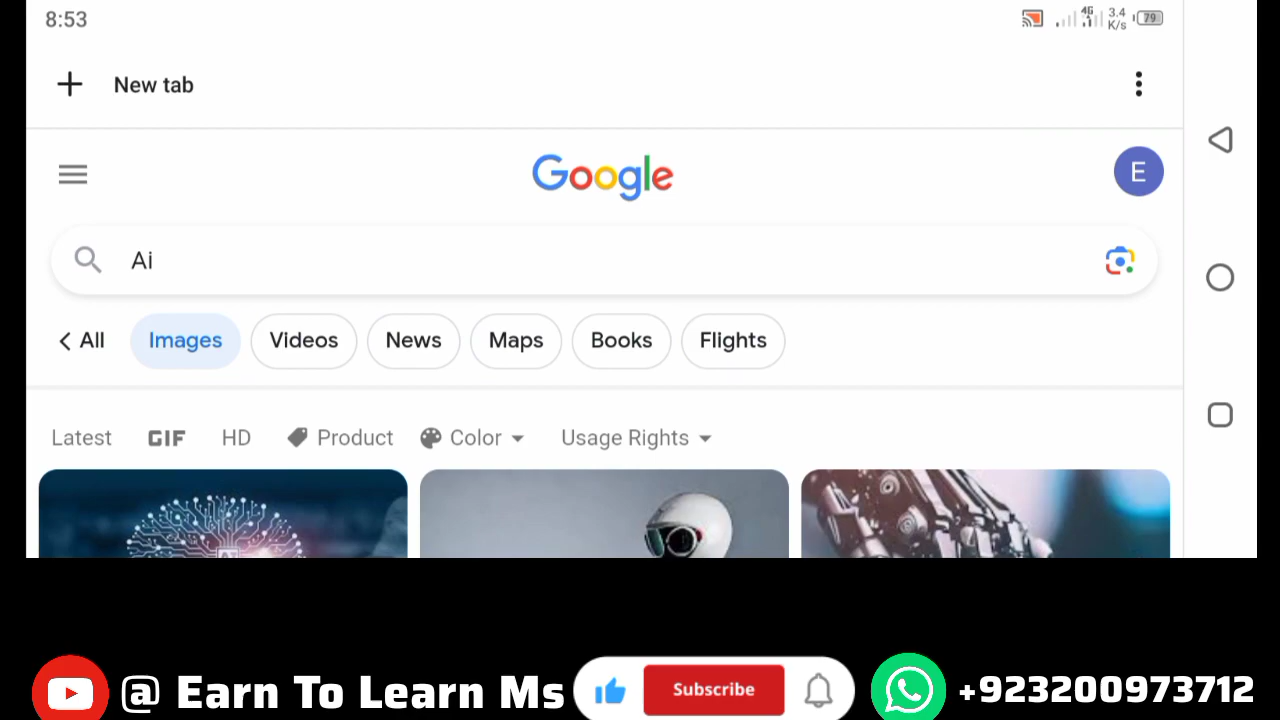 8:53
4G 3.4 K/s 79
New tab
Google
E
Ai
All Images Videos News Maps Books Flights
Latest GIF HD Product Color Usage Rights
@ Earn To Learn Ms Subscribe +923200973712